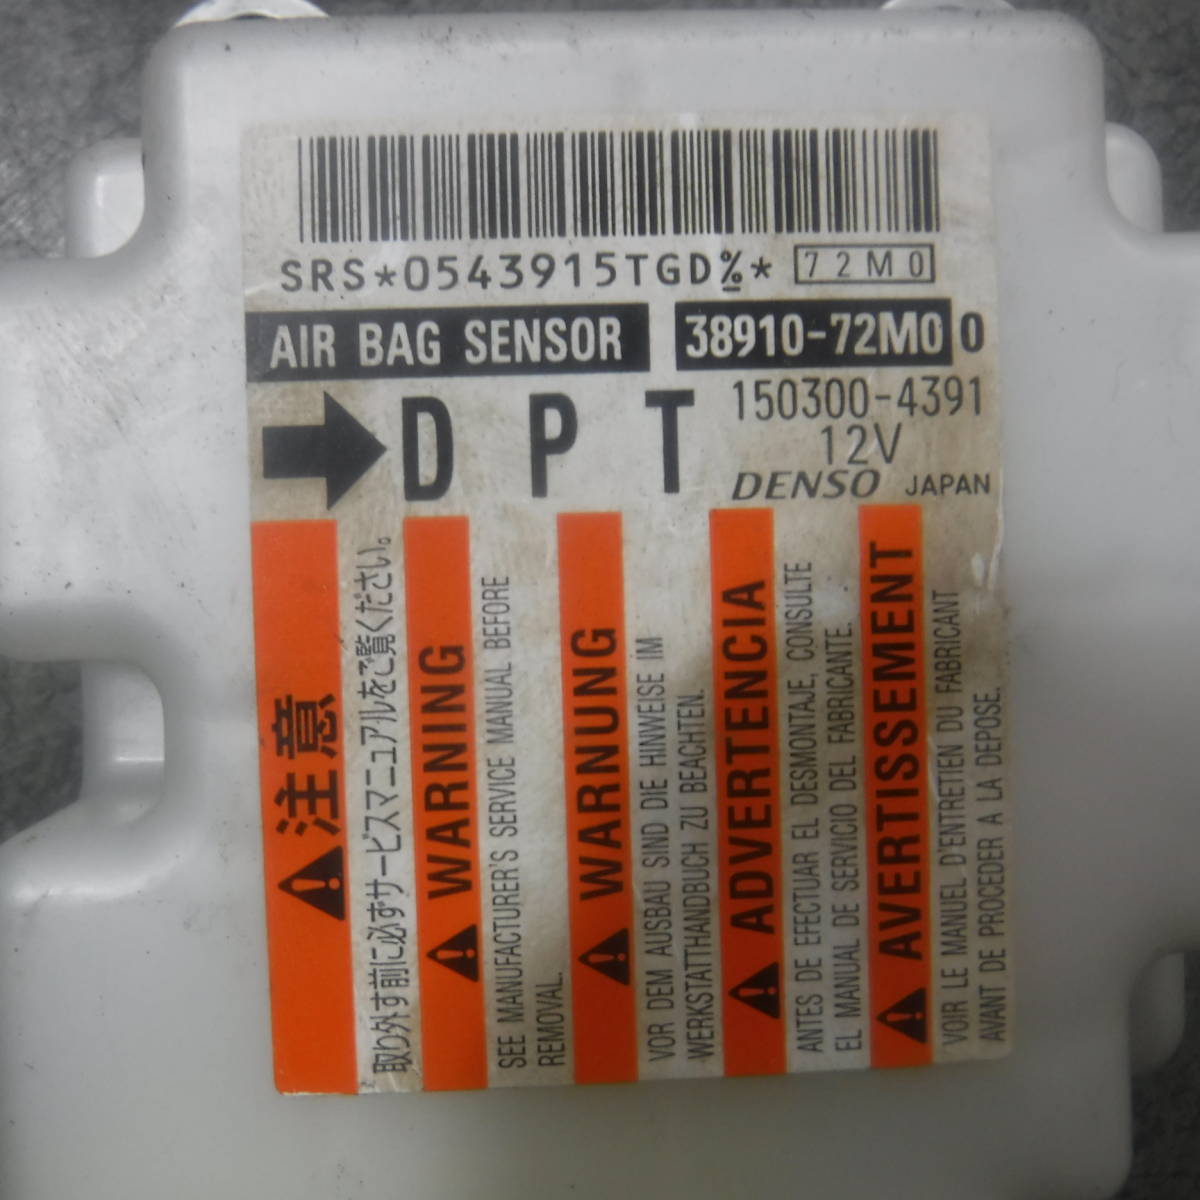 SRS*0543915TGD%* 72M0
AIR BAG SENSOR 38910-72M0 0
DPT 150300-4391
12V
DENSO JAPAN
注意
取り外す前に必ずサービスマニュアルをご覧ください。
WARNING
SEE MANUFACTURER'S SERVICE MANUAL BEFORE
REMOVAL.
WARNUNG
VOR DEM AUSBAU SIND DIE HINWEISE IM
WERKSTATTHANDBUCH ZU BEACHTEN.
ADVERTENCIA
ANTES DE EFECTUAR EL DESMONTAJE, CONSULTE
EL MANUAL DE SERVICIO DEL FABRICANTE.
AVERTISSEMENT
VOIR LE MANUEL D'ENTRETIEN DU FABRICANT
AVANT DE PROCEDER A LA DEPOSE.